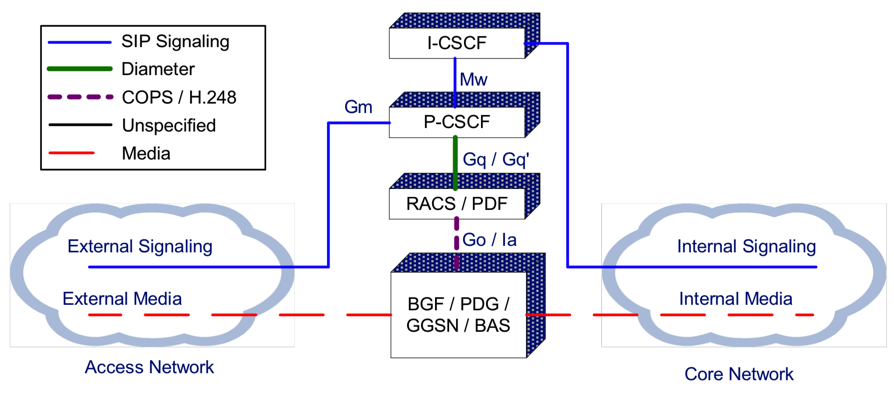 SIP Signaling
Diameter
COPS / H.248
Unspecified
Media
I-CSCF
Mw
Gm
P-CSCF
Gq / Gq'
RACS / PDF
Go / Ia
External Signaling
External Media
Access Network
BGF / PDG /
GGSN / BAS
Internal Signaling
Internal Media
Core Network